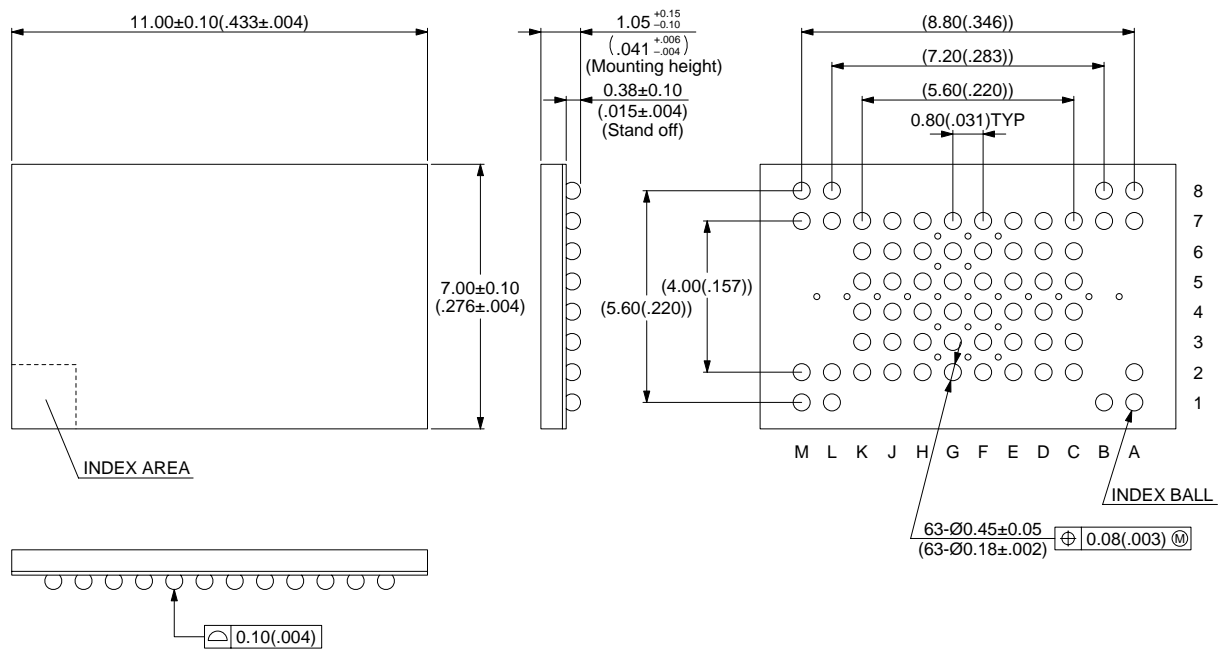 11.00±0.10(.433±.004)
1.05 +0.15 −0.10
(.041 +.006 −.004)
(Mounting height)
0.38±0.10
(.015±.004)
(Stand off)
(8.80(.346))
(7.20(.283))
(5.60(.220))
0.80(.031)TYP
7.00±0.10
(.276±.004)
(5.60(.220))
(4.00(.157))
8
7
6
5
4
3
2
1
M L K J H G F E D C B A
INDEX AREA
INDEX BALL
63-Ø0.45±0.05
(63-Ø0.18±.002)
⌖ 0.08(.003) Ⓜ
⌓ 0.10(.004)